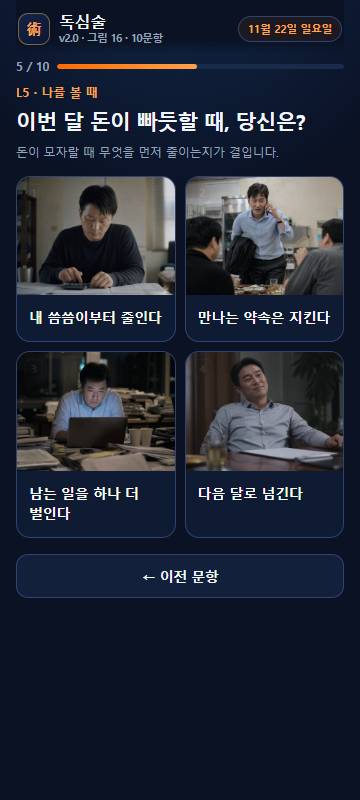 術
독심술
v2.0 · 그림 16 · 10문항
11월 22일 일요일
5 / 10
L5 · 나를 볼 때
이번 달 돈이 빠듯할 때, 당신은?
돈이 모자랄 때 무엇을 먼저 줄이는지가 결입니다.
내 씀씀이부터 줄인다
만나는 약속은 지킨다
남는 일을 하나 더
벌인다
다음 달로 넘긴다
← 이전 문항